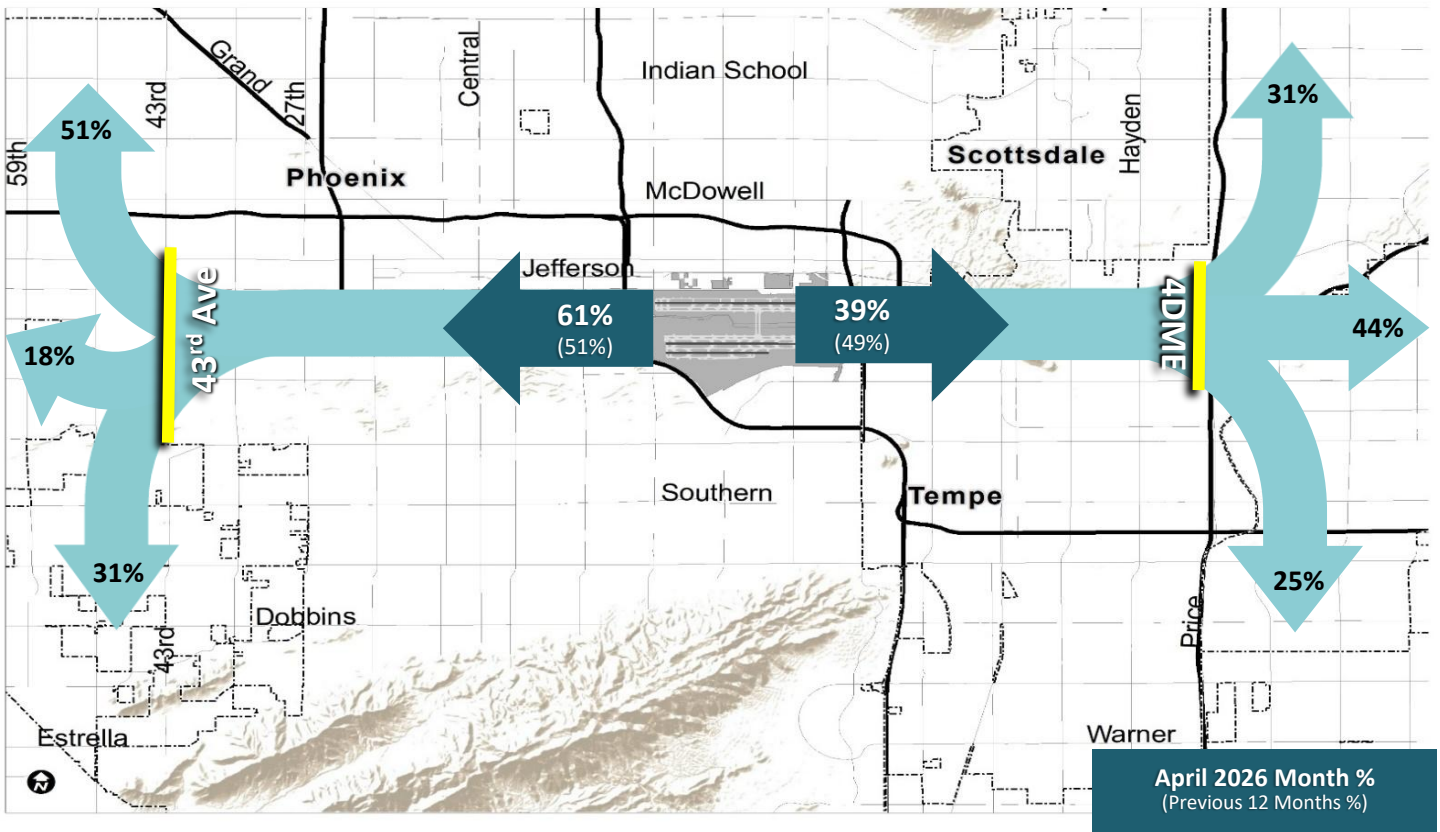 Grand
27th
43rd
Central
Indian School
Hayden
31%
51%
59th
Scottsdale
Phoenix
McDowell
Jefferson
61%
(51%)
39%
(49%)
4DME
44%
43rd Ave
18%
Southern
Tempe
31%
25%
Dobbins
43rd
Price
Estrella
Warner
N
April 2026 Month %
(Previous 12 Months %)